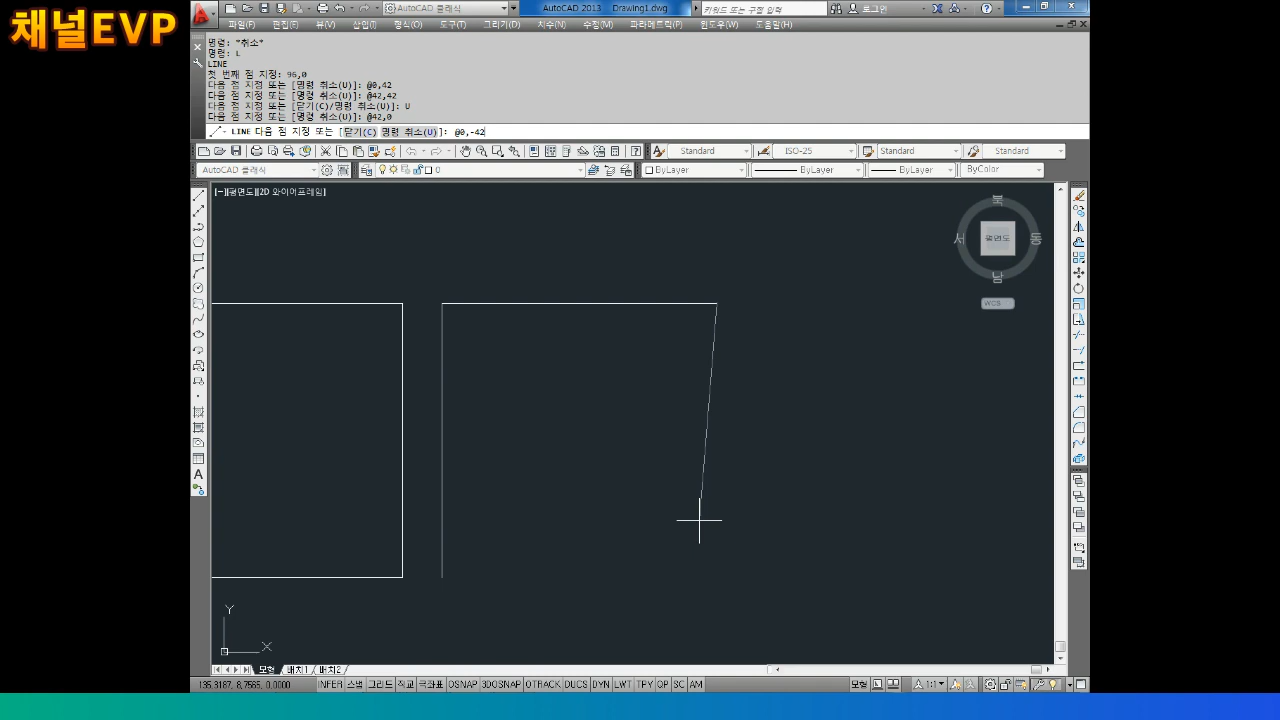 채널EVP
AutoCAD 클래식
AutoCAD 2013 Drawing1.dwg
키워드 또는 구절 입력
로그인
파일(F) 편집(E) 뷰(V) 삽입(I) 형식(O) 도구(T) 그리기(D) 치수(N) 수정(M) 파라메트릭(P) 윈도우(W) 도움말(H)
명령: *취소*
명령: L
LINE
첫 번째 점 지정: 96,0
다음 점 지정 또는 [명령 취소(U)]: @0,42
다음 점 지정 또는 [명령 취소(U)]: @42,42
다음 점 지정 또는 [닫기(C)/명령 취소(U)]: U
다음 점 지정 또는 [명령 취소(U)]: @42,0
LINE 다음 점 지정 또는 [닫기(C) 명령 취소(U)]: @0,-42
Standard ISO-25 Standard Standard
AutoCAD 클래식 0 ByLayer ByLayer ByLayer ByColor
[-][평면도][2D 와이어프레임]
북
서 평면도 동
남
WCS
A
Y
X
모형 배치1 배치2
135.3187, 8.7565, 0.0000 INFER 스냅 그리드 직교 극좌표 OSNAP 3DOSNAP OTRACK DUCS DYN LWT TPY QP SC AM 모형 1:1